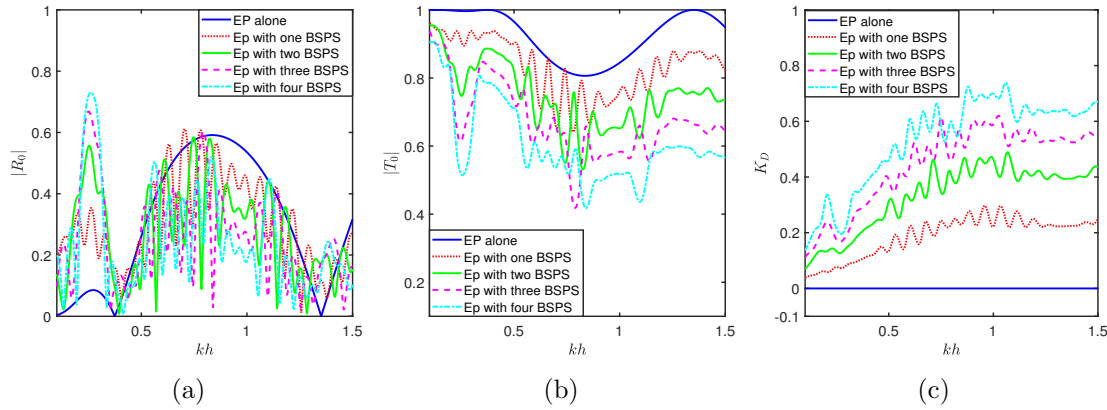 1
0.8
0.6
0.4
0.2
0
|R₀|
EP alone
Ep with one BSPS
Ep with two BSPS
Ep with three BSPS
Ep with four BSPS
0.5
1
1.5
kh
(a)
1
0.8
0.6
0.4
0.2
|T₀|
EP alone
Ep with one BSPS
Ep with two BSPS
Ep with three BSPS
Ep with four BSPS
0.5
1
1.5
kh
(b)
1
0.8
0.6
0.4
0.2
0
-0.1
K_D
EP alone
Ep with one BSPS
Ep with two BSPS
Ep with three BSPS
Ep with four BSPS
0.5
1
1.5
kh
(c)